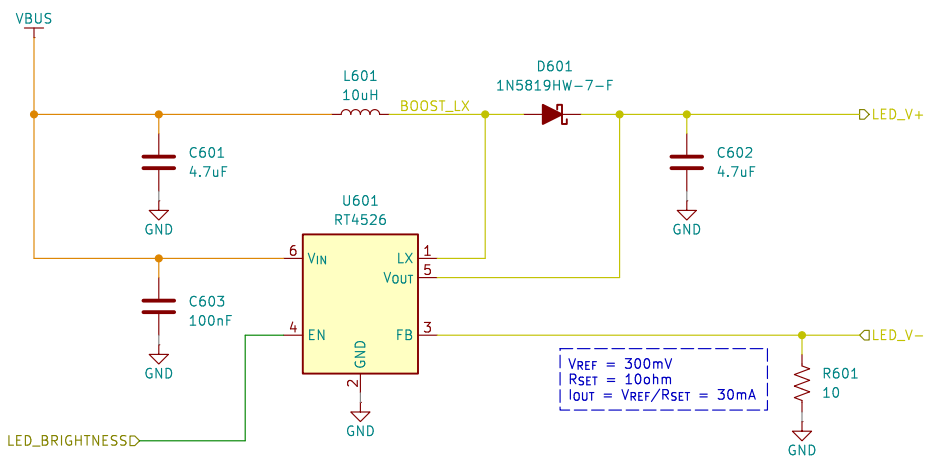 VBUS
D601
1N5819HW-7-F
L601
10uH
BOOST_LX
LED_V+
C601
4.7uF
C602
4.7uF
GND
GND
U601
RT4526
6
VIN
LX
1
VOUT
5
C603
100nF
4
EN
FB
3
LED_V-
GND
GND
2
VREF = 300mV
RSET = 10ohm
IOUT = VREF/RSET = 30mA
R601
10
GND
LED_BRIGHTNESS
GND